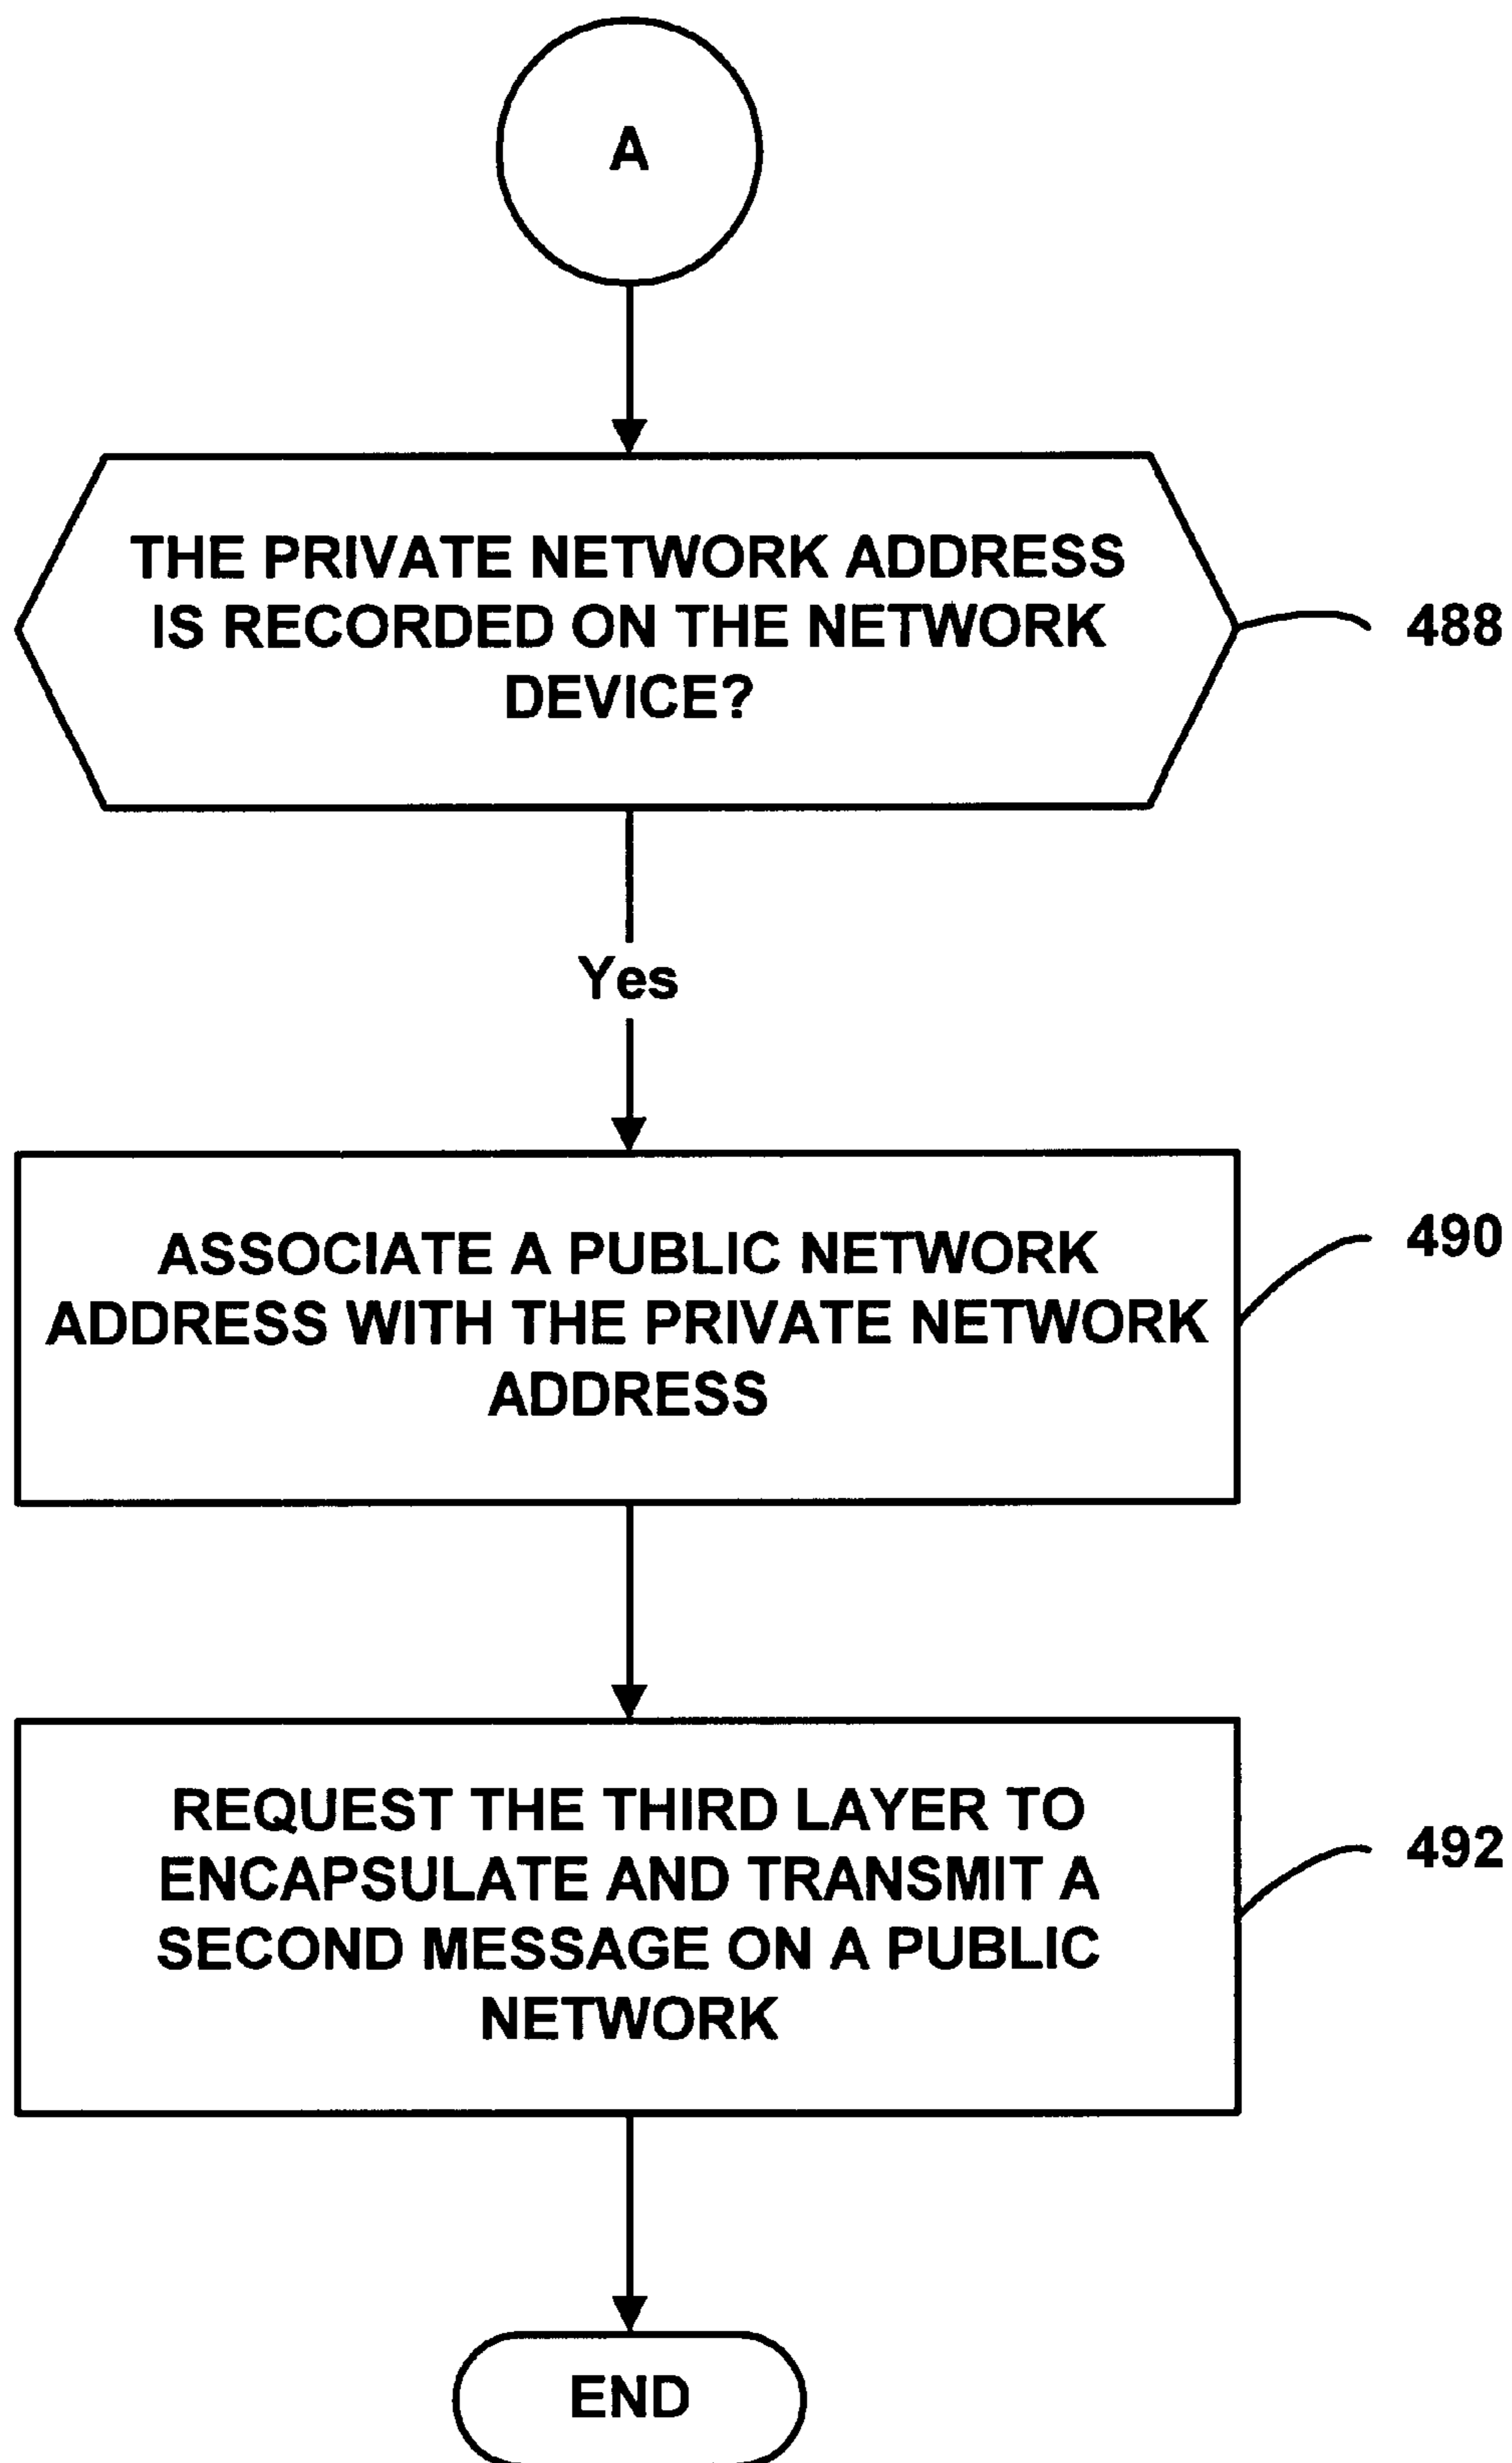 A
THE PRIVATE NETWORK ADDRESS
IS RECORDED ON THE NETWORK
DEVICE?
488
Yes
ASSOCIATE A PUBLIC NETWORK
ADDRESS WITH THE PRIVATE NETWORK
ADDRESS
490
REQUEST THE THIRD LAYER TO
ENCAPSULATE AND TRANSMIT A
SECOND MESSAGE ON A PUBLIC
NETWORK
492
END